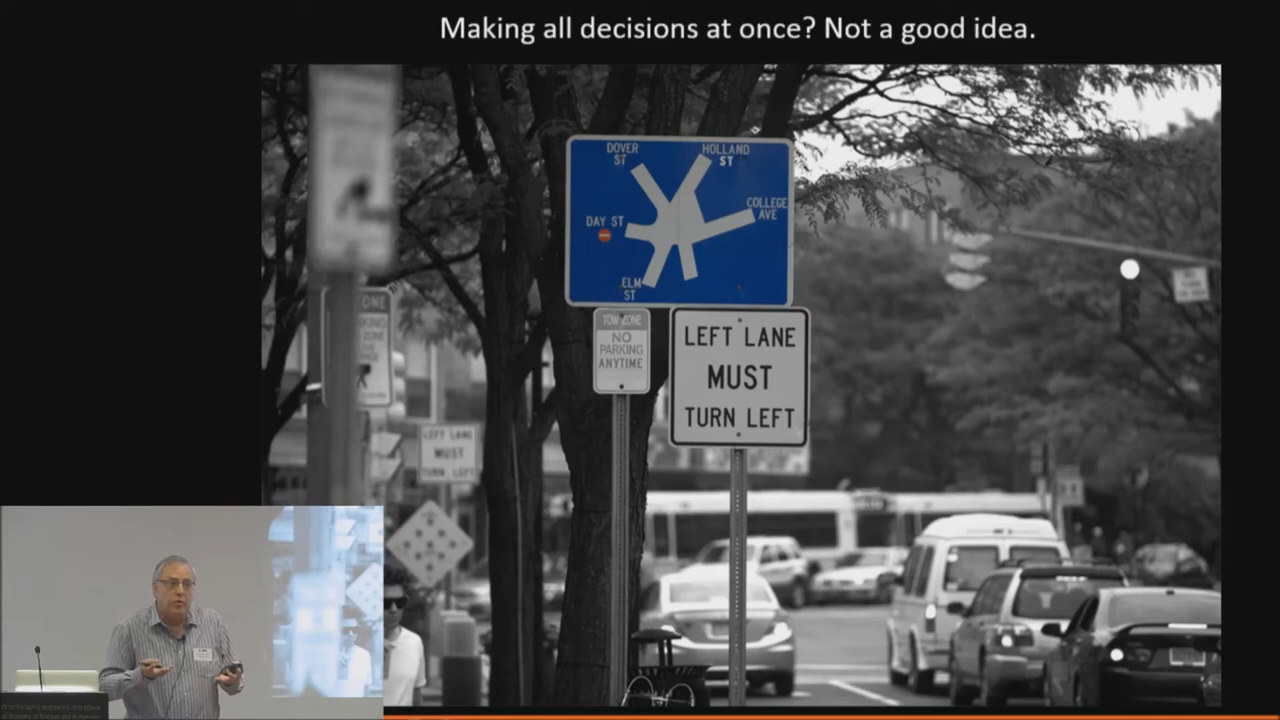 Making all decisions at once? Not a good idea.
DOVER
ST
HOLLAND
ST
COLLEGE
AVE
DAY ST
ELM
ST
TOW ZONE
NO
PARKING
ANYTIME
LEFT LANE
MUST
TURN LEFT
ONE
LEFT LANE
MUST
TURN LEFT